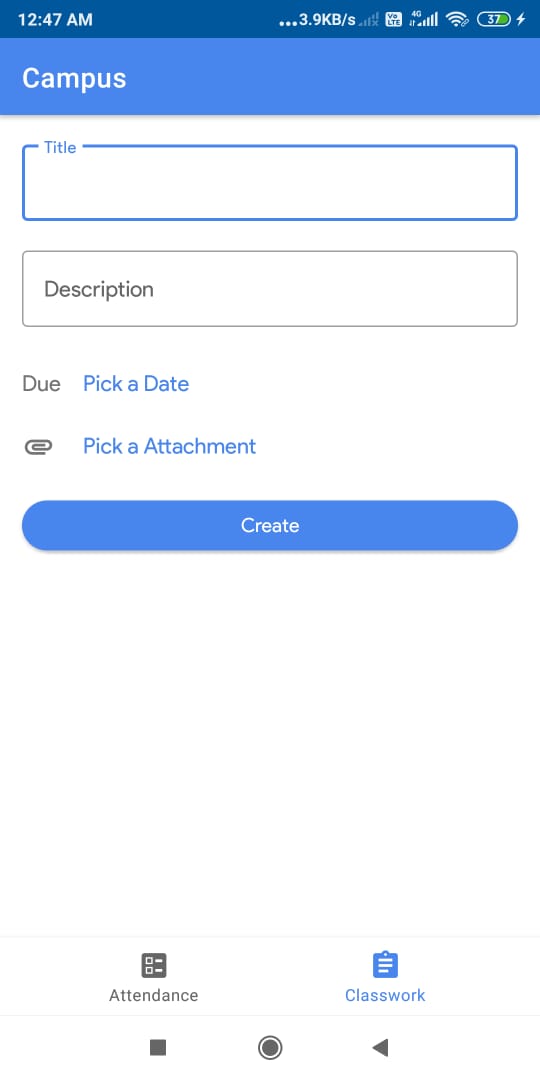 12:47 AM ...3.9KB/s Vo LTE 4G 37
Campus
Title
Description
Due Pick a Date
Pick a Attachment
Create
Attendance Classwork